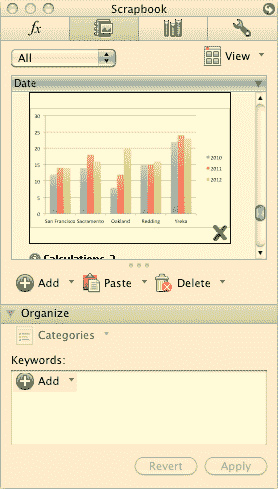 Scrapbook
fx
All
View
Date
30
25
20
15
10
5
0
2010
2011
2012
San Francisco Sacramento Oakland Redding Yreka
Calculations 2
Add Paste Delete
Organize
Categories
Keywords:
Add
Revert Apply